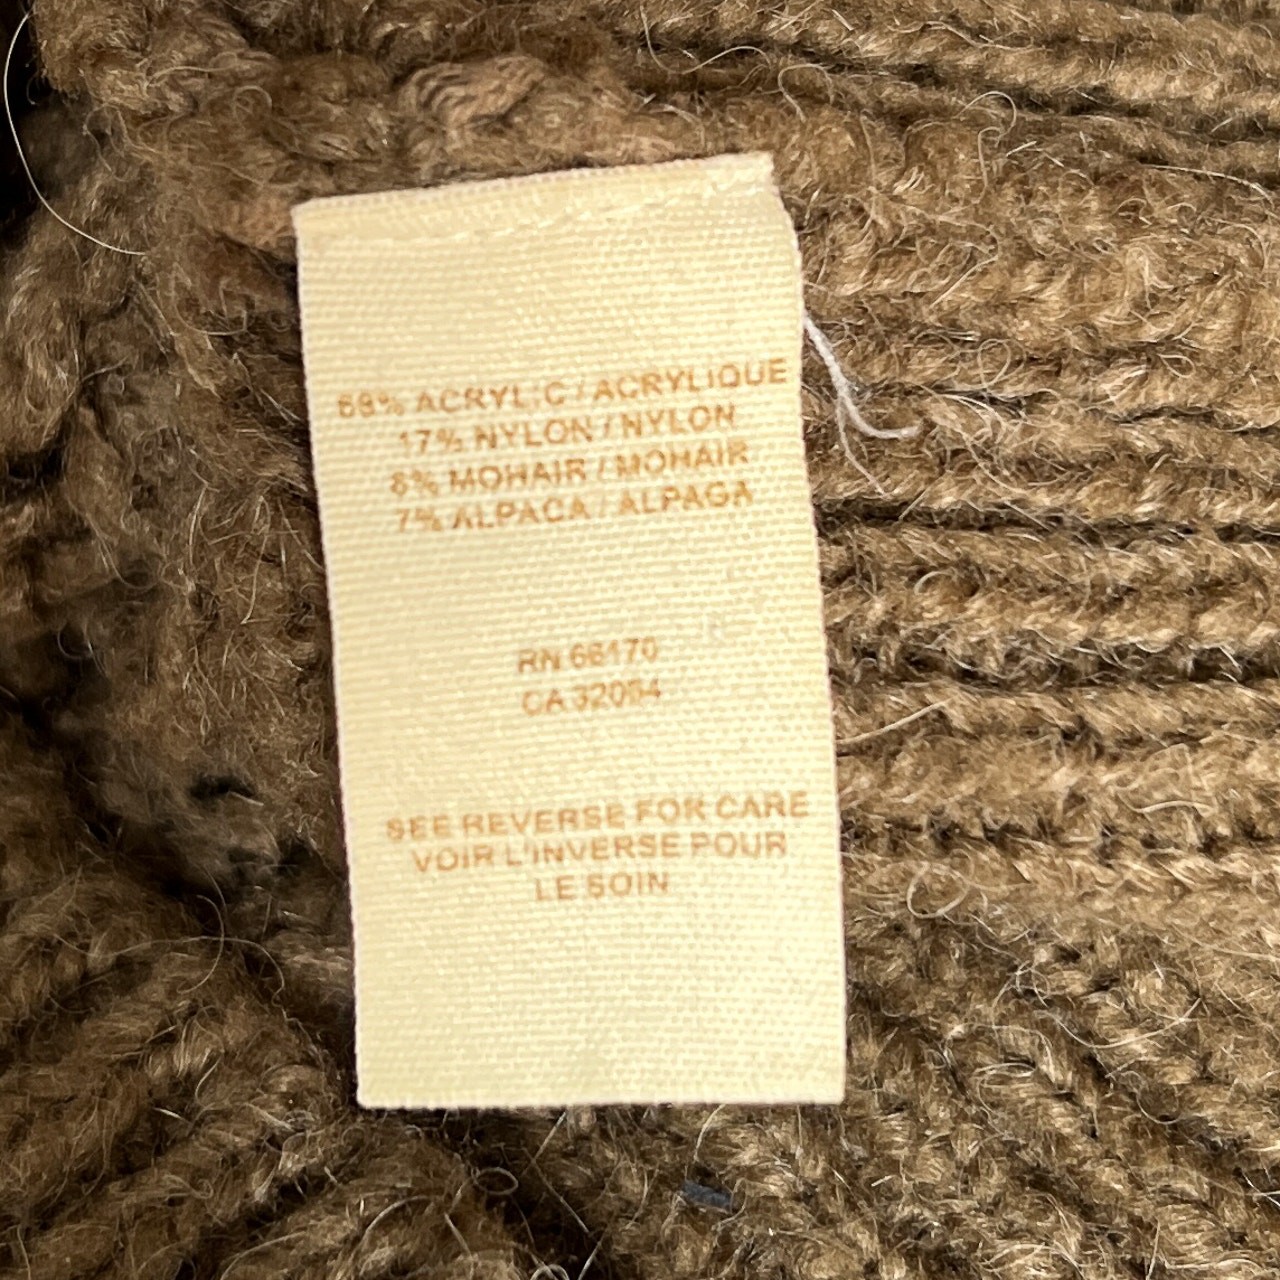 68% ACRYLIC / ACRYLIQUE
17% NYLON / NYLON
8% MOHAIR / MOHAIR
7% ALPACA / ALPAGA
RN 66170
CA 32094
SEE REVERSE FOR CARE
VOIR L'INVERSE POUR
LE SOIN